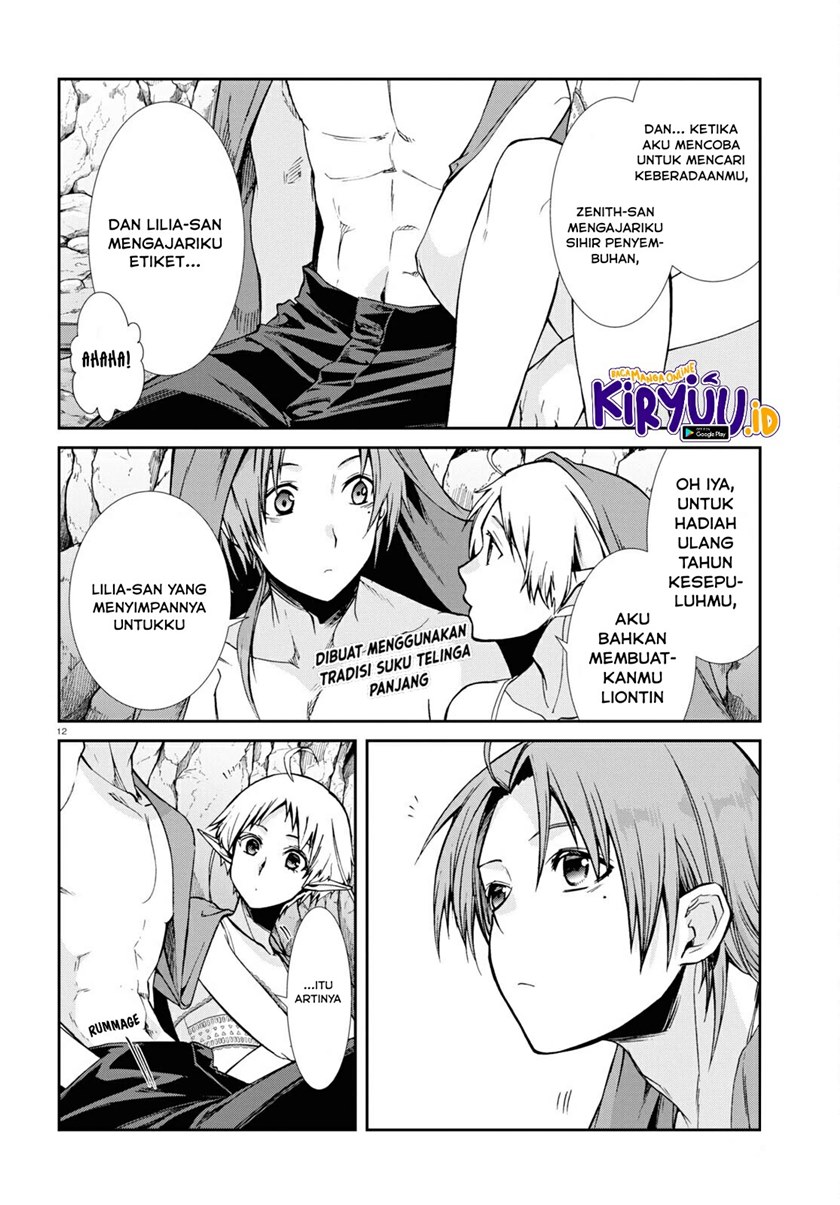 DAN... KETIKA
AKU MENCOBA
UNTUK MENCARI
KEBERADAANMU,
ZENITH-SAN
MENGAJARIKU
SIHIR PENYEM-
BUHAN,
DAN LILIA-SAN
MENGAJARIKU
ETIKET...
AHAHA!
BACA MANGA ONLINE
KIRYUU.id
Google Play
OH IYA,
UNTUK
HADIAH
ULANG
TAHUN
KESEPU-
LUHMU,
AKU
BAHKAN
MEMBUAT-
KANMU
LIONTIN
DIBUAT MENGGUNAKAN
TRADISI SUKU TELINGA
PANJANG
LILIA-SAN YANG
MENYIMPANNYA
UNTUKKU
12
...ITU
ARTINYA
RUMMAGE